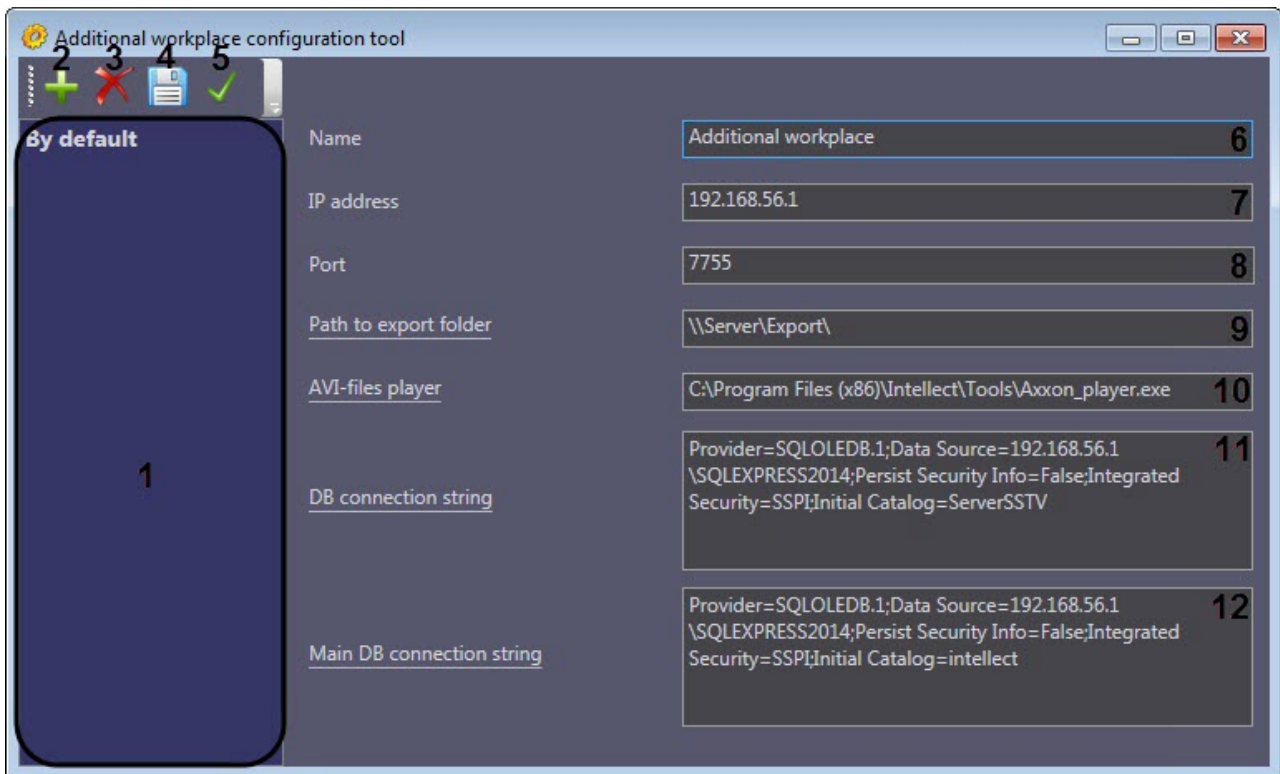 Additional workplace configuration tool
2 3 4 5
By default
1
Name
Additional workplace 6
IP address
192.168.56.1 7
Port
7755 8
Path to export folder
\\Server\Export\ 9
AVI-files player
C:\Program Files (x86)\Intellect\Tools\Axxon_player.exe 10
DB connection string
Provider=SQLOLEDB.1;Data Source=192.168.56.1 11
\SQLEXPRESS2014;Persist Security Info=False;Integrated
Security=SSPI;Initial Catalog=ServerSSTV
Main DB connection string
Provider=SQLOLEDB.1;Data Source=192.168.56.1 12
\SQLEXPRESS2014;Persist Security Info=False;Integrated
Security=SSPI;Initial Catalog=intellect